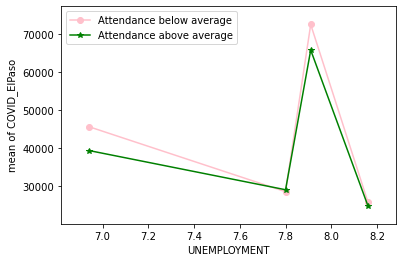 Attendance below average
Attendance above average
70000
60000
50000
40000
30000
mean of COVID_ElPaso
7.0 7.2 7.4 7.6 7.8 8.0 8.2
UNEMPLOYMENT